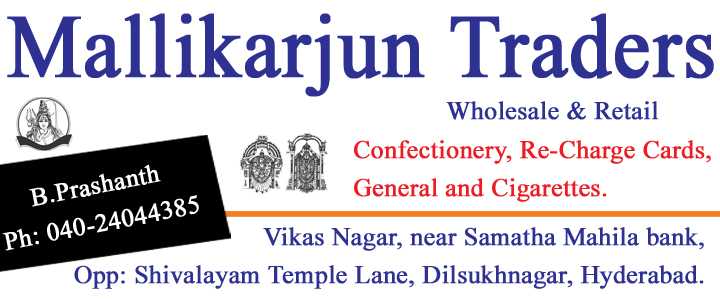 Mallikarjun Traders
Wholesale & Retail
Confectionery, Re-Charge Cards,
General and Cigarettes.
B.Prashanth
Ph: 040-24044385
Vikas Nagar, near Samatha Mahila bank,
Opp: Shivalayam Temple Lane, Dilsukhnagar, Hyderabad.